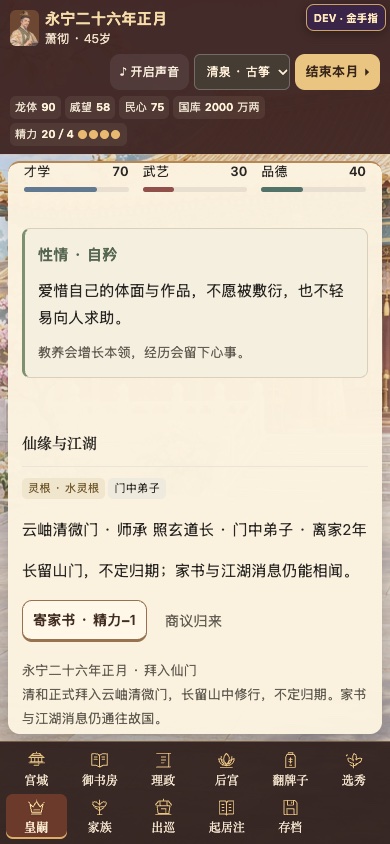 永宁二十六年正月
萧彻 · 45岁
DEV · 金手指
♪ 开启声音
清泉 · 古筝
结束本月
龙体 90 威望 58 民心 75 国库 2000 万两
精力 20 / 4
才学 70 武艺 30 品德 40
性情 · 自矜
爱惜自己的体面与作品，不愿被敷衍，也不轻
易向人求助。
教养会增长本领，经历会留下心事。
仙缘与江湖
灵根 · 水灵根 门中弟子
云岫清微门 · 师承 照玄道长 · 门中弟子 · 离家2年
长留山门，不定归期；家书与江湖消息仍能相闻。
寄家书 · 精力−1 商议归来
永宁二十六年正月 · 拜入仙门
清和正式拜入云岫清微门，长留山中修行，不定归期。家书
与江湖消息仍通往故国。
宫城 御书房 理政 后宫 翻牌子 选秀
皇嗣 家族 出巡 起居注 存档